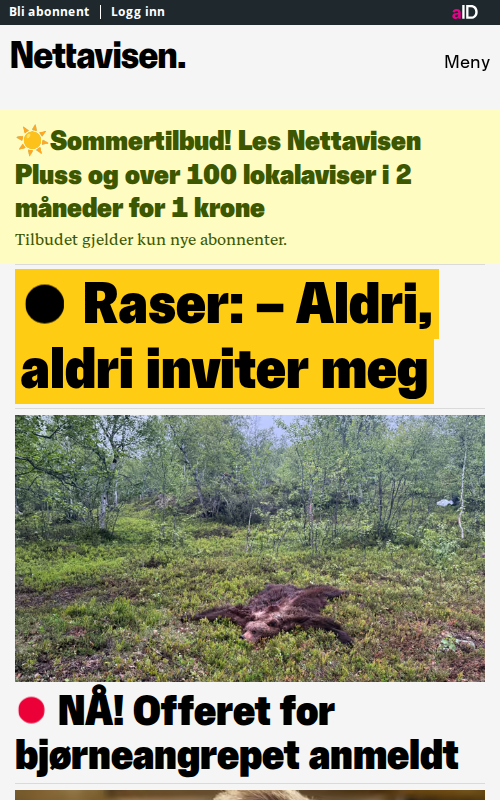 Bli abonnent | Logg inn aID
Nettavisen.
Meny
☀️Sommertilbud! Les Nettavisen
Pluss og over 100 lokalaviser i 2
måneder for 1 krone
Tilbudet gjelder kun nye abonnenter.
● Raser: – Aldri,
aldri inviter meg
NÅ! Offeret for
bjørneangrepet anmeldt